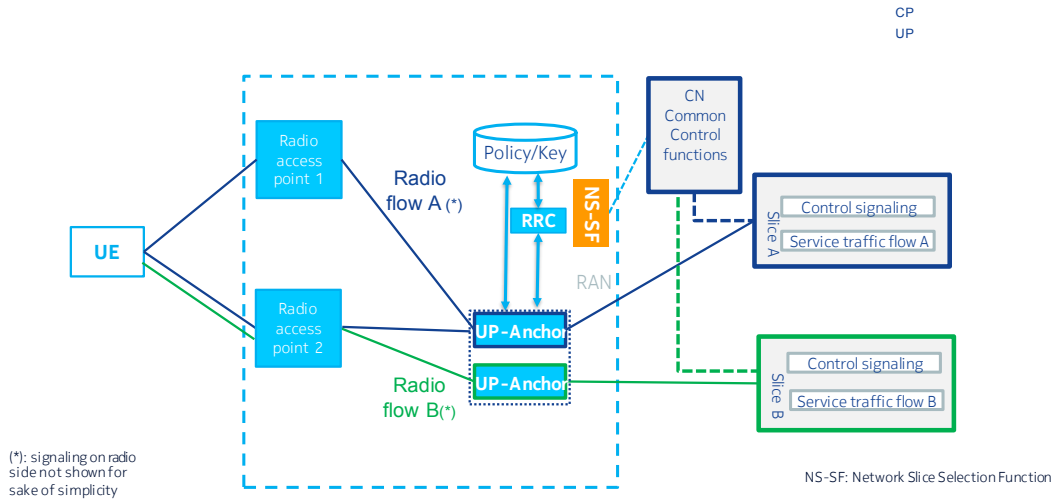 CP
UP
CN
Common
Control
functions
Radio
access
point 1
Policy/Key
Radio
flow A (*)
NS-SF
RRC
Control signaling
Service traffic flow A
Slice A
UE
RAN
Radio
access
point 2
UP-Anchor
UP-Anchor
Radio
flow B(*)
Control signaling
Service traffic flow B
Slice B
(*): signaling on radio
side not shown for
sake of simplicity
NS-SF: Network Slice Selection Function